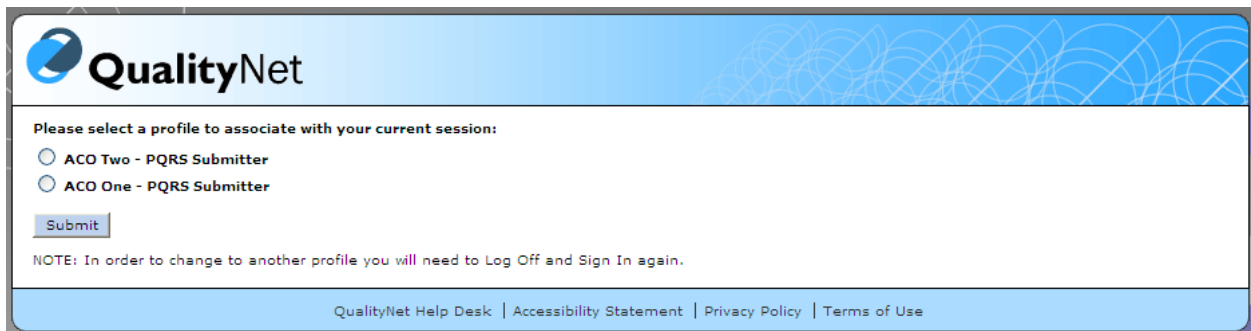 QualityNet
Please select a profile to associate with your current session:
ACO Two - PQRS Submitter
ACO One - PQRS Submitter
Submit
NOTE: In order to change to another profile you will need to Log Off and Sign In again.
QualityNet Help Desk | Accessibility Statement | Privacy Policy | Terms of Use